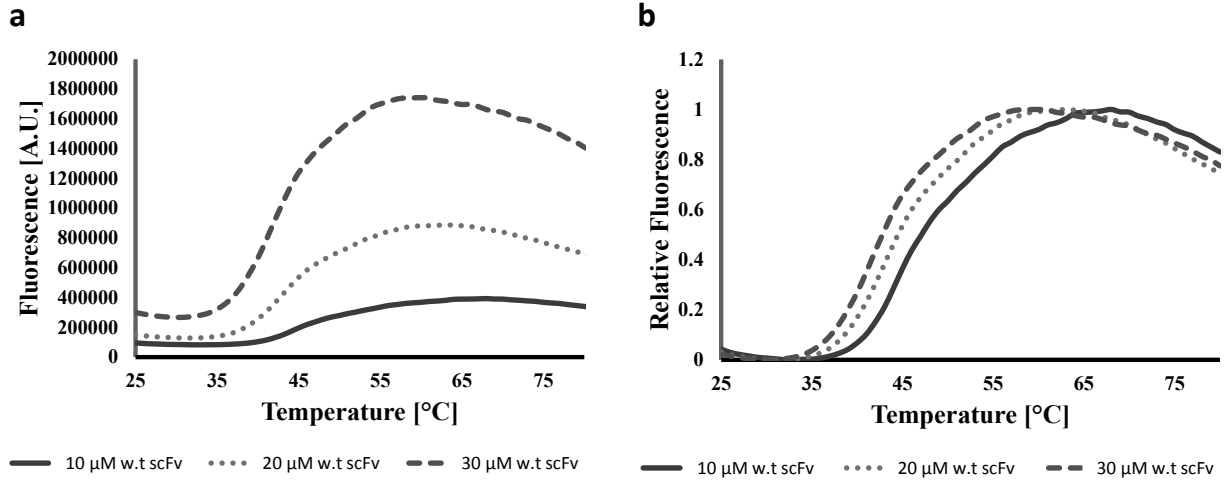 a
2000000
1800000
1600000
1400000
1200000
1000000
800000
600000
400000
200000
0
Fluorescence [A.U.]
25 35 45 55 65 75
Temperature [°C]
10 µM w.t scFv 20 µM w.t scFv 30 µM w.t scFv
b
1.2
1
0.8
0.6
0.4
0.2
0
Relative Fluorescence
25 35 45 55 65 75
Temperature [°C]
10 µM w.t scFv 20 µM w.t scFv 30 µM w.t scFv